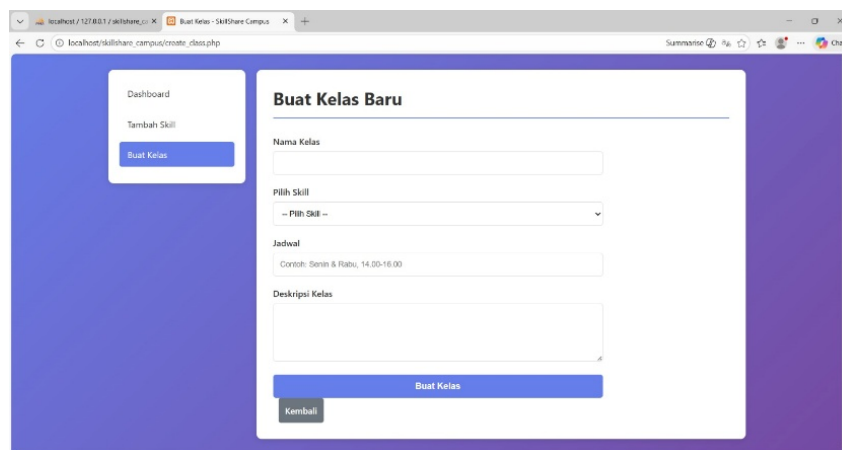 localhost / 127.0.0.1 / skillshare_ca
Buat Kelas - SkillShare Campus
localhost/skillshare_campus/create_class.php
Summarise
Cha
Dashboard
Tambah Skill
Buat Kelas
Buat Kelas Baru
Nama Kelas
Pilih Skill
-- Pilih Skill --
Jadwal
Contoh: Senin & Rabu, 14.00-16.00
Deskripsi Kelas
Buat Kelas
Kembali